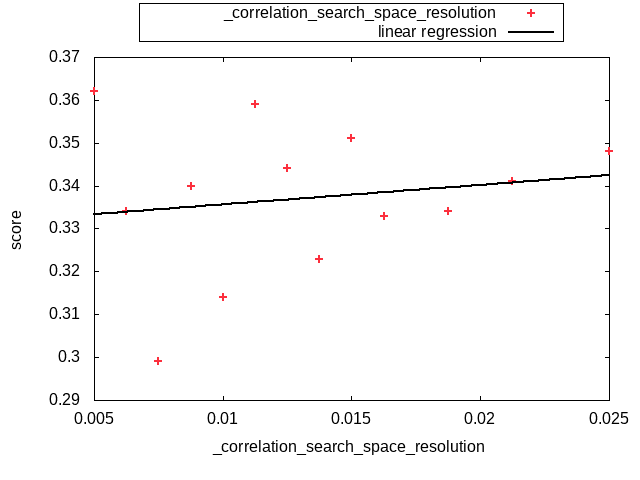 _correlation_search_space_resolution
linear regression
0.37
0.36
0.35
0.34
0.33
0.32
0.31
0.3
0.29
score
0.005 0.01 0.015 0.02 0.025
_correlation_search_space_resolution